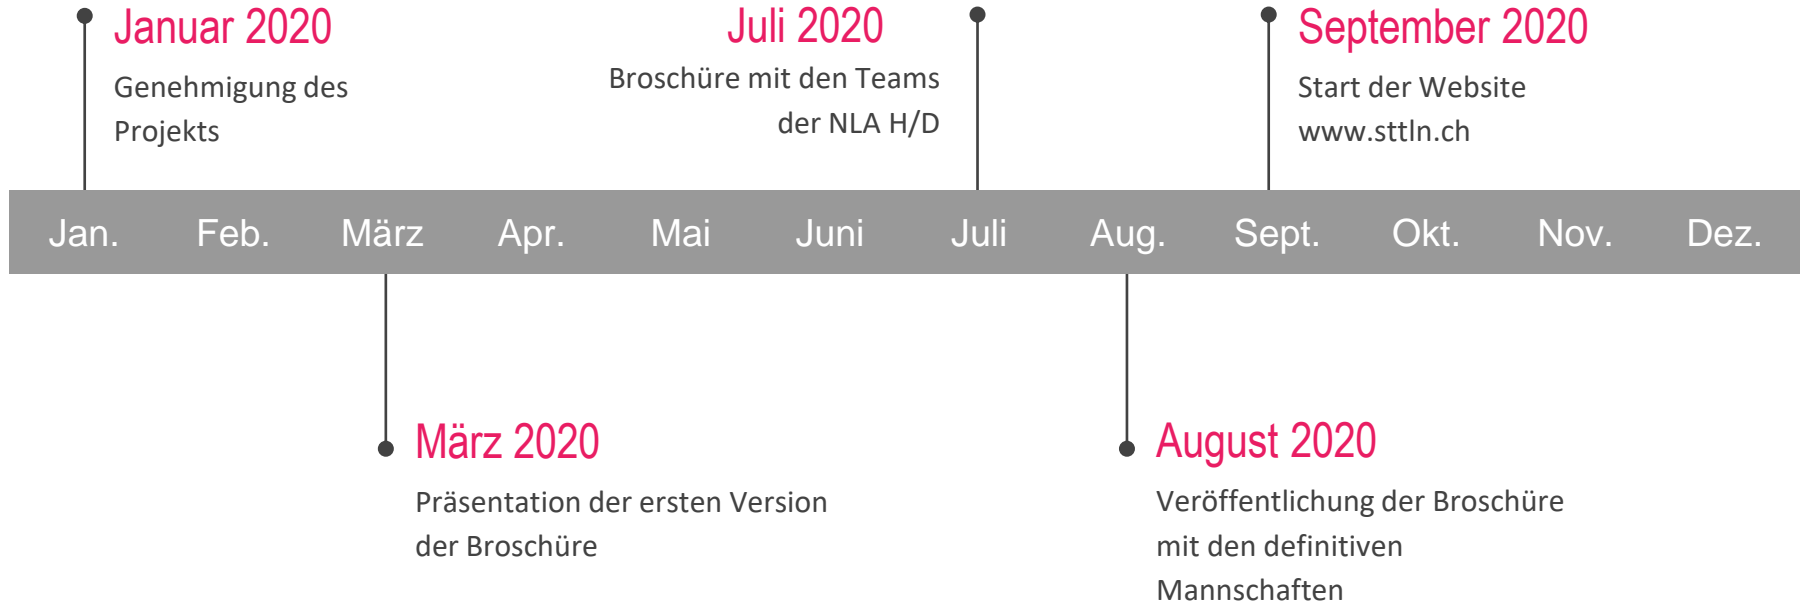 Januar 2020
Genehmigung des
Projekts
Juli 2020
Broschüre mit den Teams
der NLA H/D
September 2020
Start der Website
www.sttln.ch
Jan. Feb. März Apr. Mai Juni Juli Aug. Sept. Okt. Nov. Dez.
März 2020
Präsentation der ersten Version
der Broschüre
August 2020
Veröffentlichung der Broschüre
mit den definitiven
Mannschaften